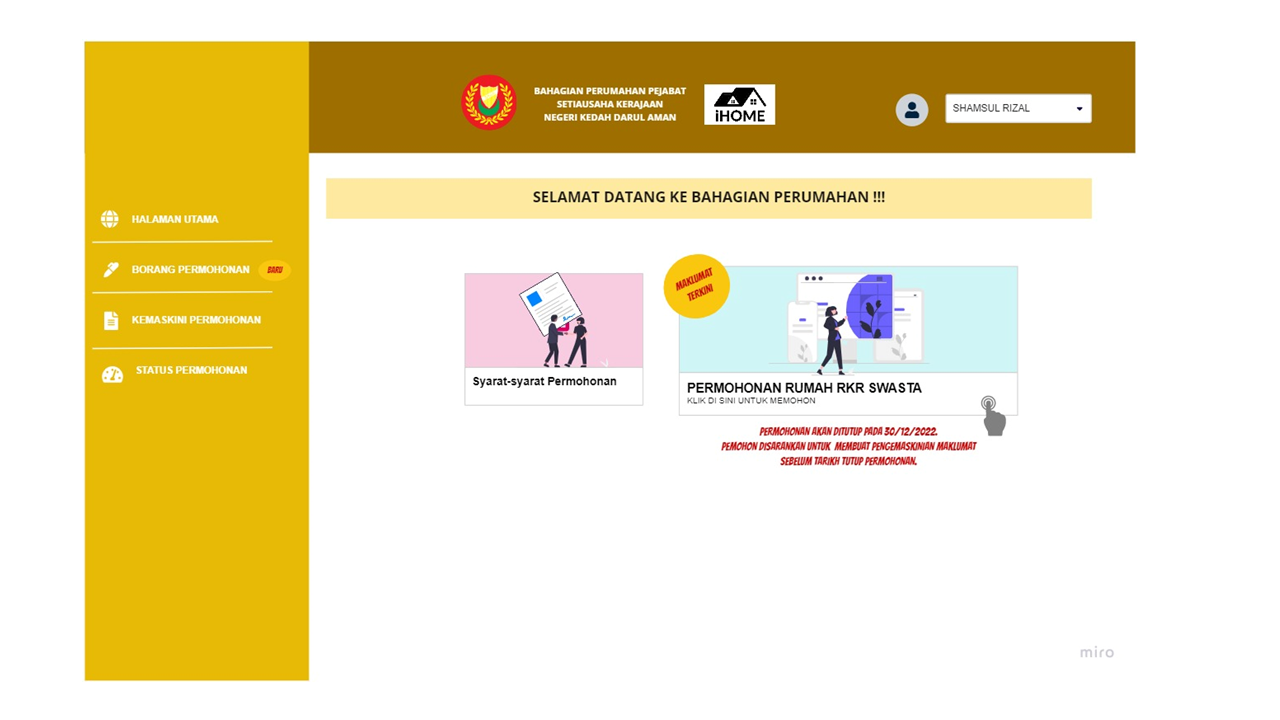 BAHAGIAN PERUMAHAN PEJABAT
SETIAUSAHA KERAJAAN
NEGERI KEDAH DARUL AMAN
iHOME
SHAMSUL RIZAL
SELAMAT DATANG KE BAHAGIAN PERUMAHAN !!!
HALAMAN UTAMA
BORANG PERMOHONAN
BARU
KEMASKINI PERMOHONAN
STATUS PERMOHONAN
Syarat-syarat Permohonan
MAKLUMAT
TERKINI
PERMOHONAN RUMAH RKR SWASTA
KLIK DI SINI UNTUK MEMOHON
PERMOHONAN AKAN DITUTUP PADA 30/12/2022.
PEMOHON DISARANKAN UNTUK MEMBUAT PENGEMASKINIAN MAKLUMAT
SEBELUM TARIKH TUTUP PERMOHONAN.
miro